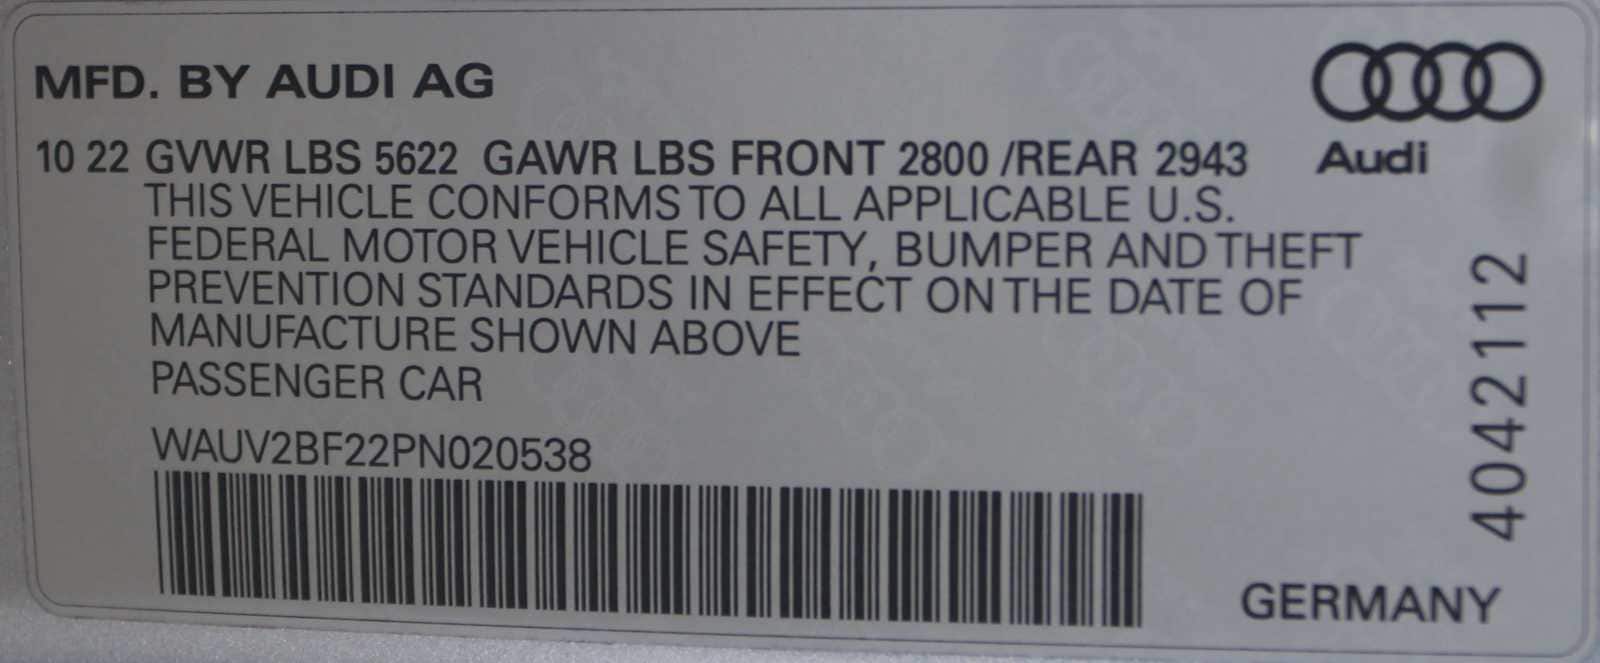 MFD. BY AUDI AG
10 22 GVWR LBS 5622 GAWR LBS FRONT 2800 /REAR 2943
Audi
THIS VEHICLE CONFORMS TO ALL APPLICABLE U.S.
FEDERAL MOTOR VEHICLE SAFETY, BUMPER AND THEFT
PREVENTION STANDARDS IN EFFECT ON THE DATE OF
MANUFACTURE SHOWN ABOVE
PASSENGER CAR
WAUV2BF22PN020538
4042112
GERMANY